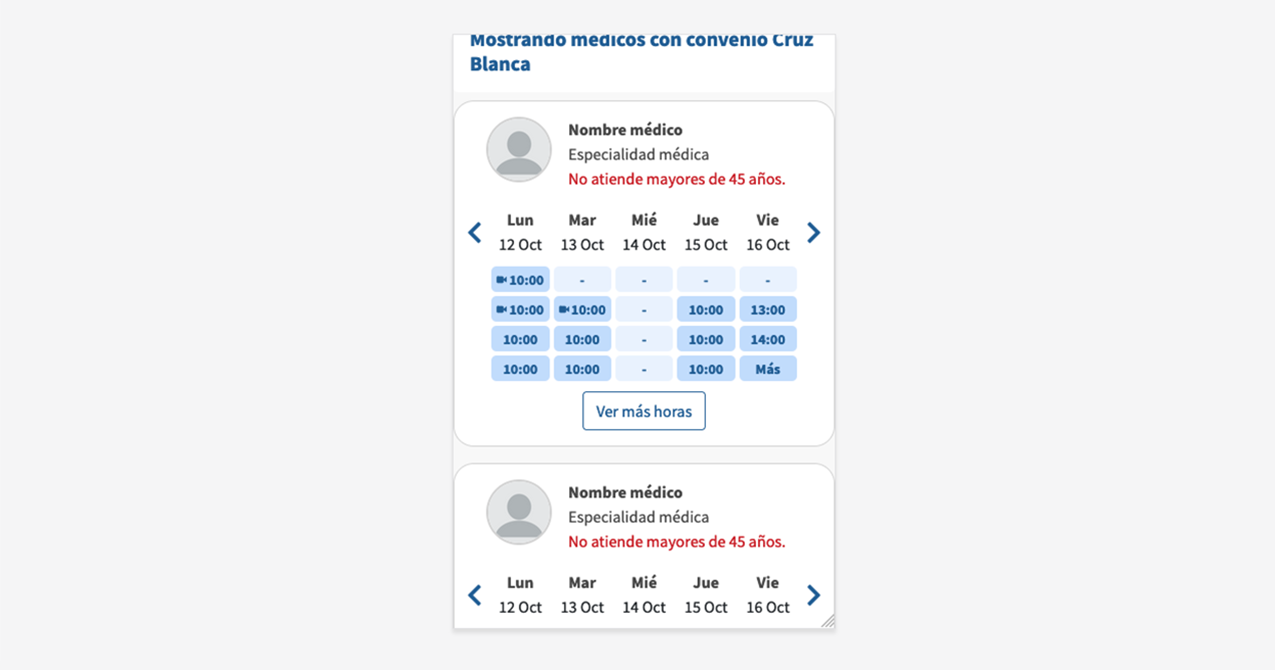 Mostrando médicos con convenio Cruz
Blanca
Nombre médico
Especialidad médica
No atiende mayores de 45 años.
Lun Mar Mié Jue Vie
12 Oct 13 Oct 14 Oct 15 Oct 16 Oct
10:00 - - - -
10:00 10:00 - 10:00 13:00
10:00 10:00 - 10:00 14:00
10:00 10:00 - 10:00 Más
Ver más horas
Nombre médico
Especialidad médica
No atiende mayores de 45 años.
Lun Mar Mié Jue Vie
12 Oct 13 Oct 14 Oct 15 Oct 16 Oct